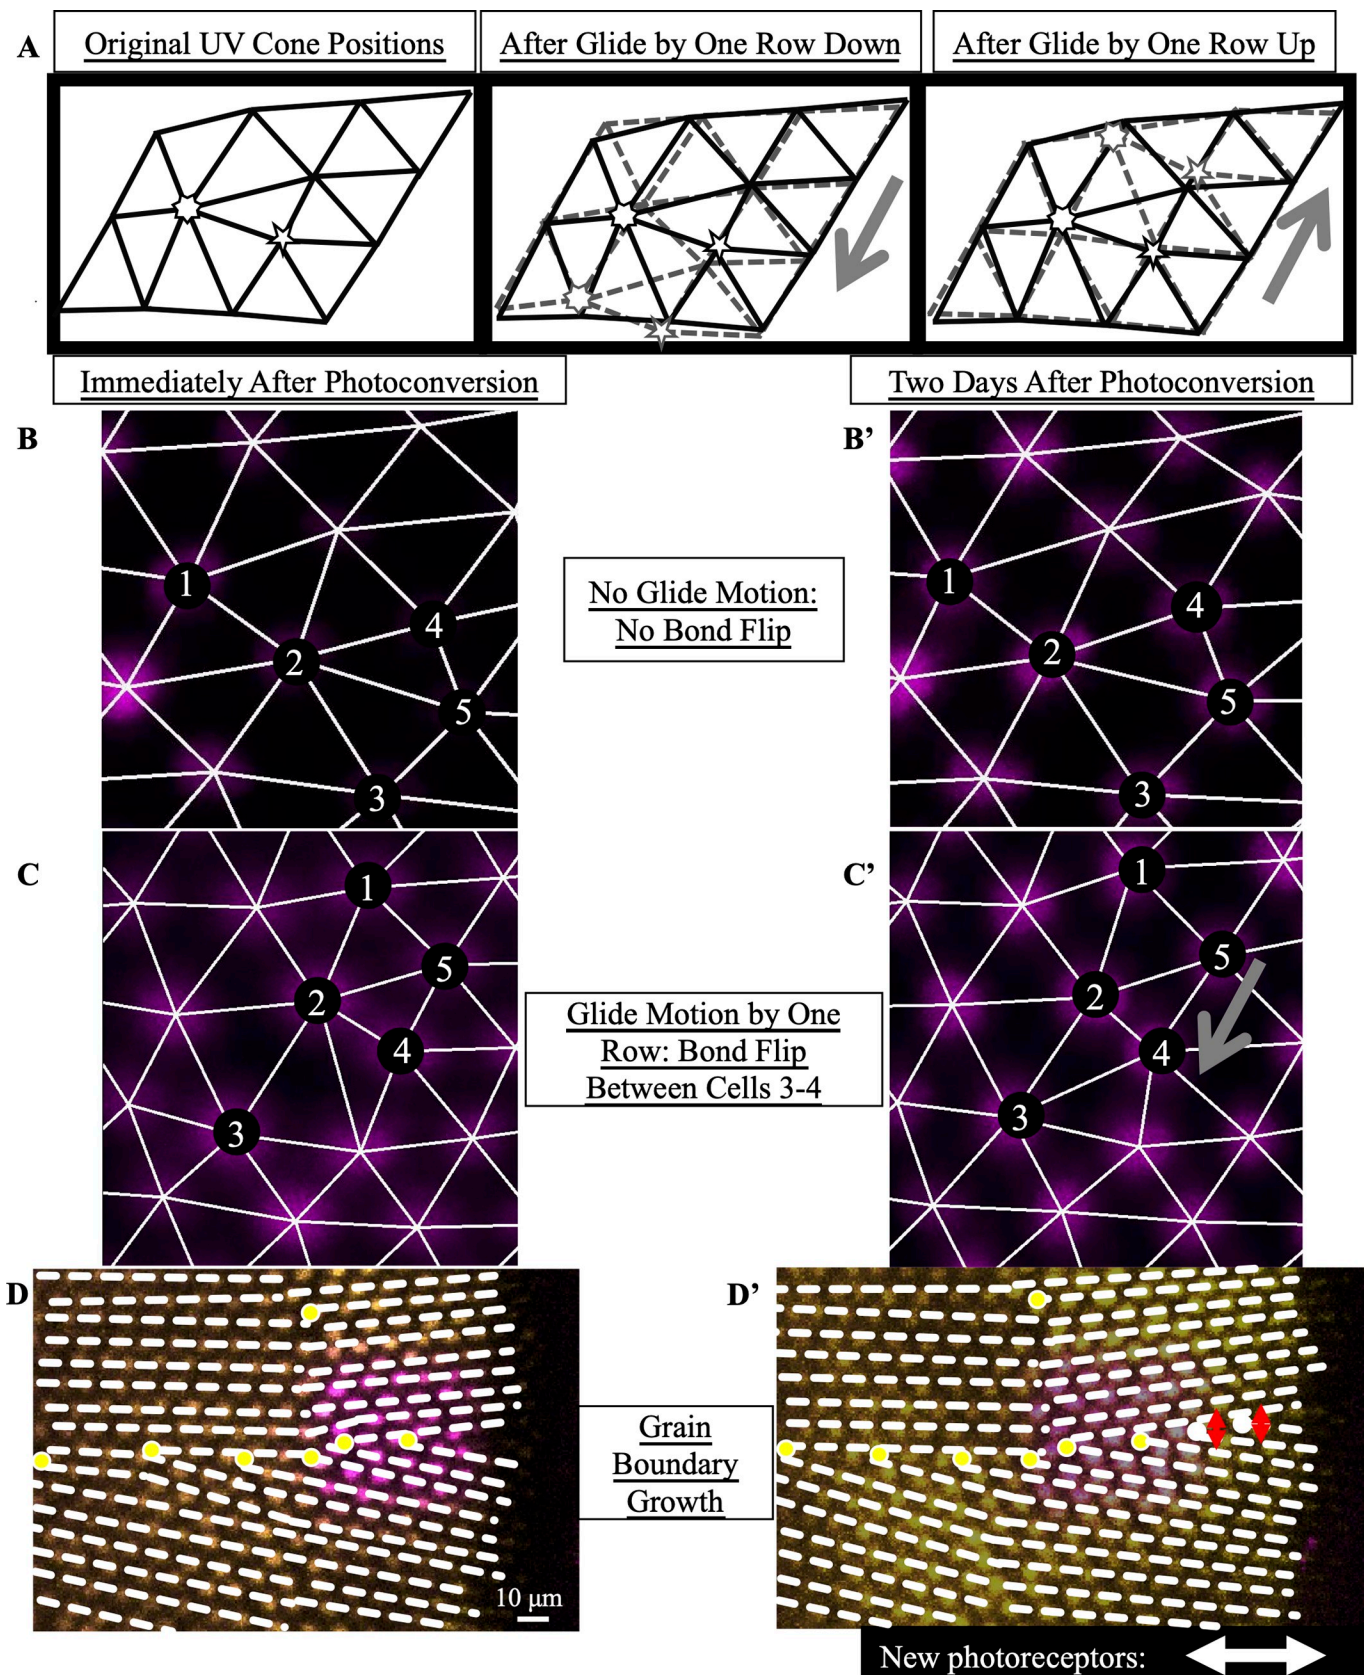 A
Original UV Cone Positions
After Glide by One Row Down
After Glide by One Row Up
Immediately After Photoconversion
Two Days After Photoconversion
B
1
2
4
5
3
No Glide Motion:
No Bond Flip
B’
1
2
4
5
3
C
1
5
2
4
3
Glide Motion by One
Row: Bond Flip
Between Cells 3-4
C’
1
5
2
4
3
D
10 µm
Grain
Boundary
Growth
D’
New photoreceptors: